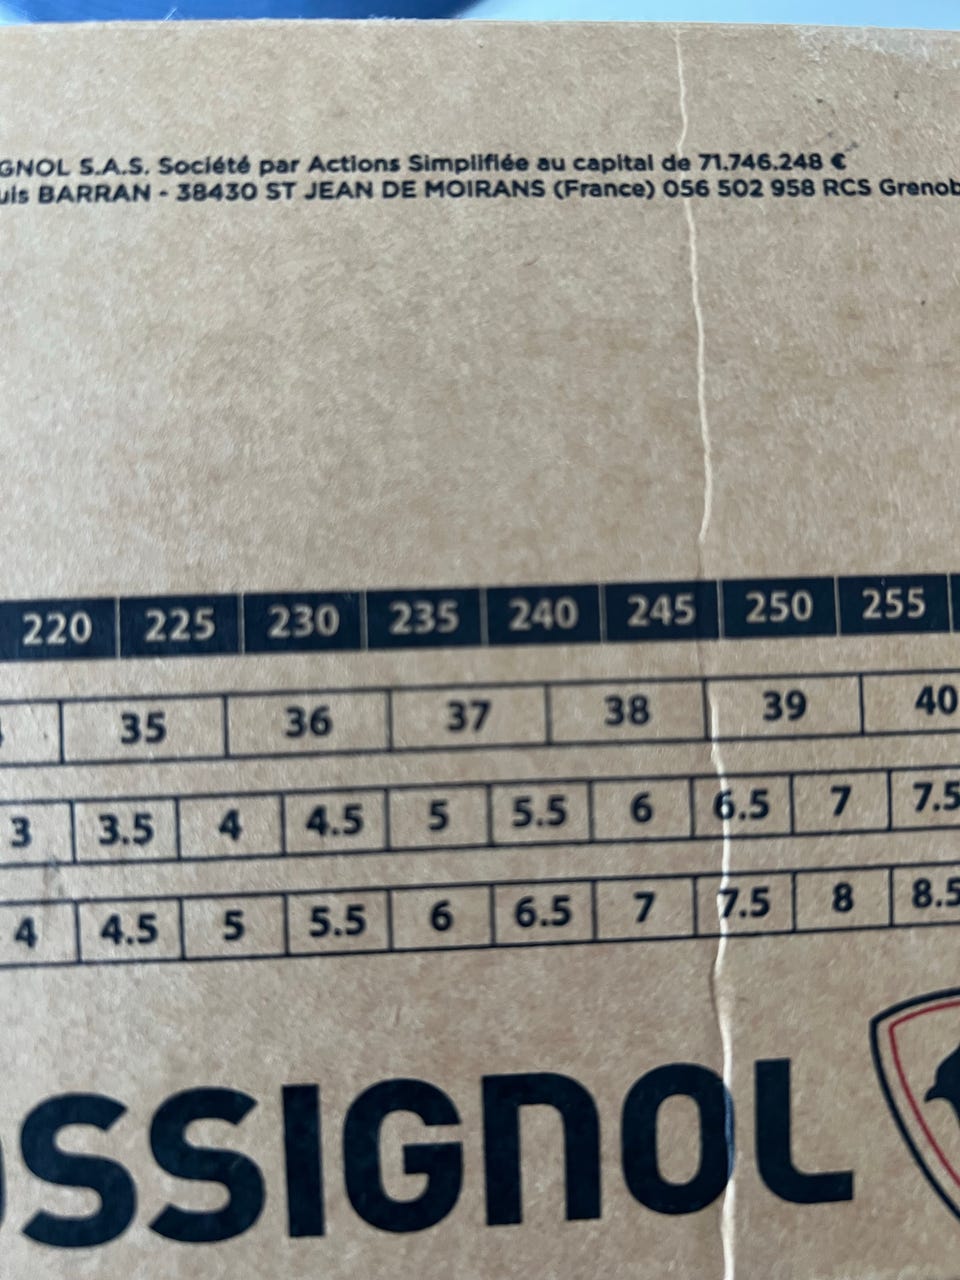 GNOL S.A.S. Société par Actions Simplifiée au capital de 71.746.248 €
uis BARRAN - 38430 ST JEAN DE MOIRANS (France) 056 502 958 RCS Grenob
220 225 230 235 240 245 250 255
35 36 37 38 39 40
3 3.5 4 4.5 5 5.5 6 6.5 7 7.5
4 4.5 5 5.5 6 6.5 7 7.5 8 8.5
OSSIGNOL